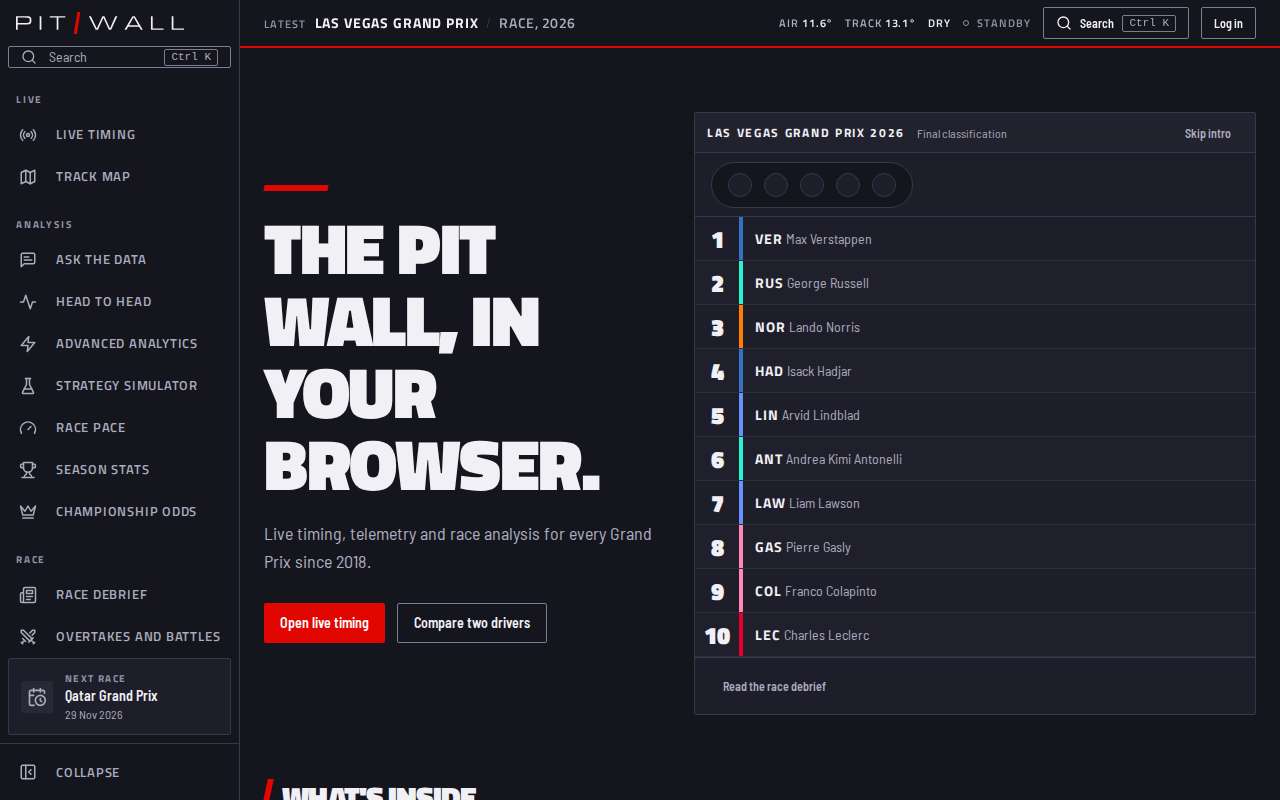 PIT/WALL
Search Ctrl K
LIVE
LIVE TIMING
TRACK MAP
ANALYSIS
ASK THE DATA
HEAD TO HEAD
ADVANCED ANALYTICS
STRATEGY SIMULATOR
RACE PACE
SEASON STATS
CHAMPIONSHIP ODDS
RACE
RACE DEBRIEF
OVERTAKES AND BATTLES
NEXT RACE
Qatar Grand Prix
29 Nov 2026
COLLAPSE
LATEST LAS VEGAS GRAND PRIX / RACE, 2026
AIR 11.6° TRACK 13.1° DRY STANDBY
Search Ctrl K
Log in
THE PIT
WALL, IN
YOUR
BROWSER.
Live timing, telemetry and race analysis for every Grand
Prix since 2018.
Open live timing
Compare two drivers
LAS VEGAS GRAND PRIX 2026 Final classification
Skip intro
1 VER Max Verstappen
2 RUS George Russell
3 NOR Lando Norris
4 HAD Isack Hadjar
5 LIN Arvid Lindblad
6 ANT Andrea Kimi Antonelli
7 LAW Liam Lawson
8 GAS Pierre Gasly
9 COL Franco Colapinto
10 LEC Charles Leclerc
Read the race debrief
WHAT'S INSIDE